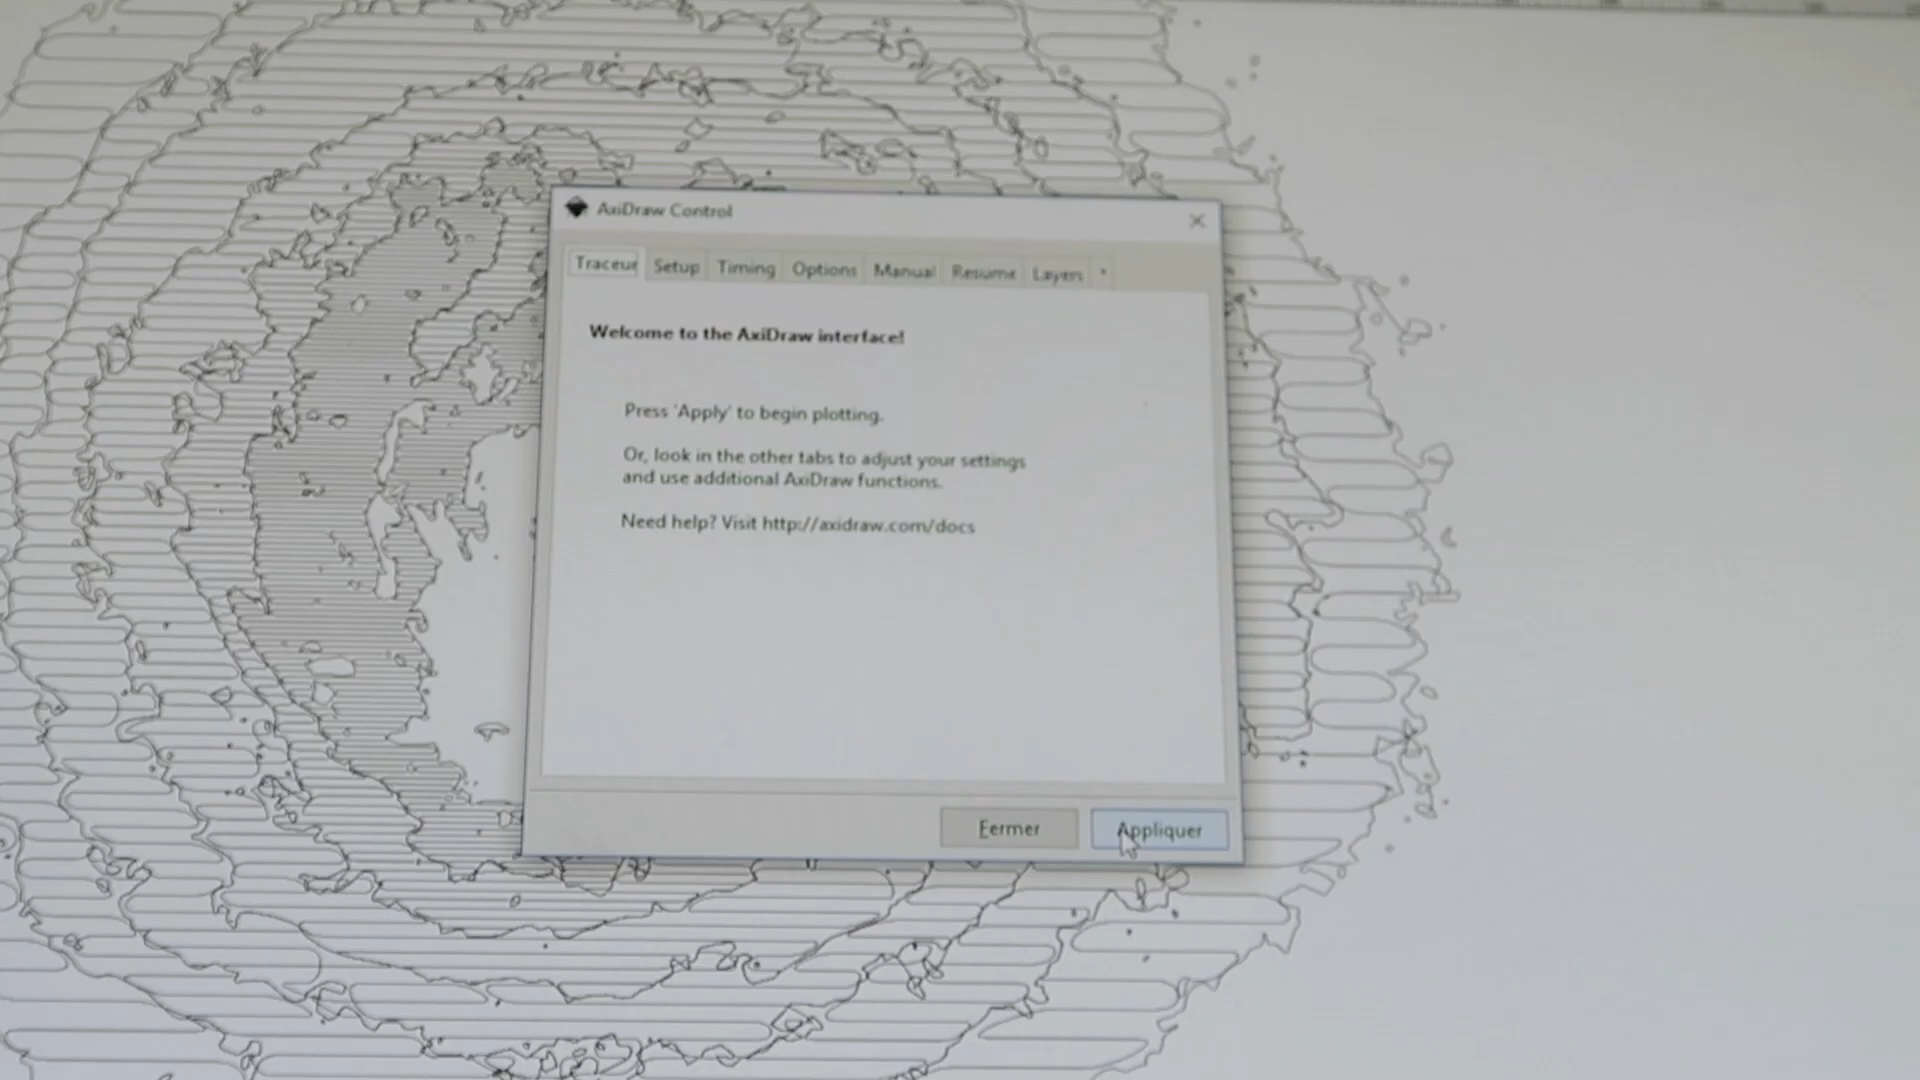 AxiDraw Control
Traceur Setup Timing Options Manual Resume Layers
Welcome to the AxiDraw interface!
Press 'Apply' to begin plotting.
Or, look in the other tabs to adjust your settings
and use additional AxiDraw functions.
Need help? Visit http://axidraw.com/docs
Fermer Appliquer